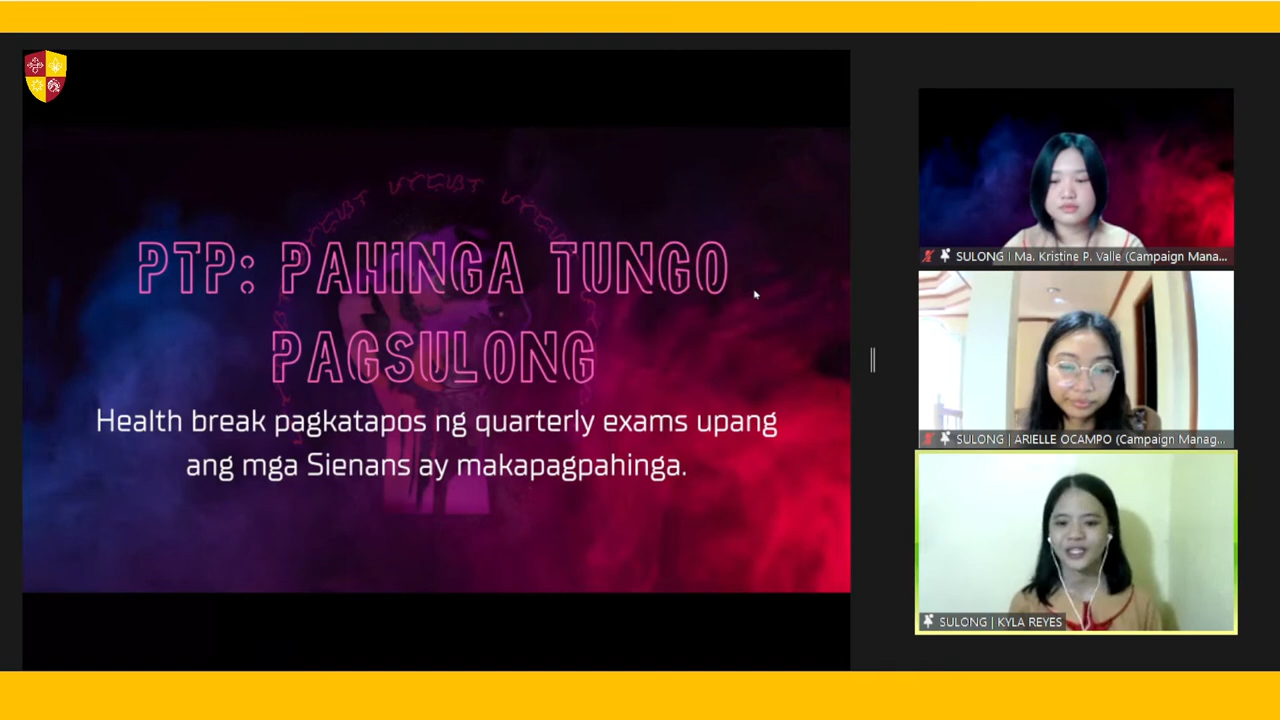 PTP: PAHINGA TUNGO
PAGSULONG
Health break pagkatapos ng quarterly exams upang
ang mga Sienans ay makapagpahinga.
SULONG | Ma. Kristine P. Valle (Campaign Mana...
SULONG | ARIELLE OCAMPO (Campaign Manag...
SULONG | KYLA REYES